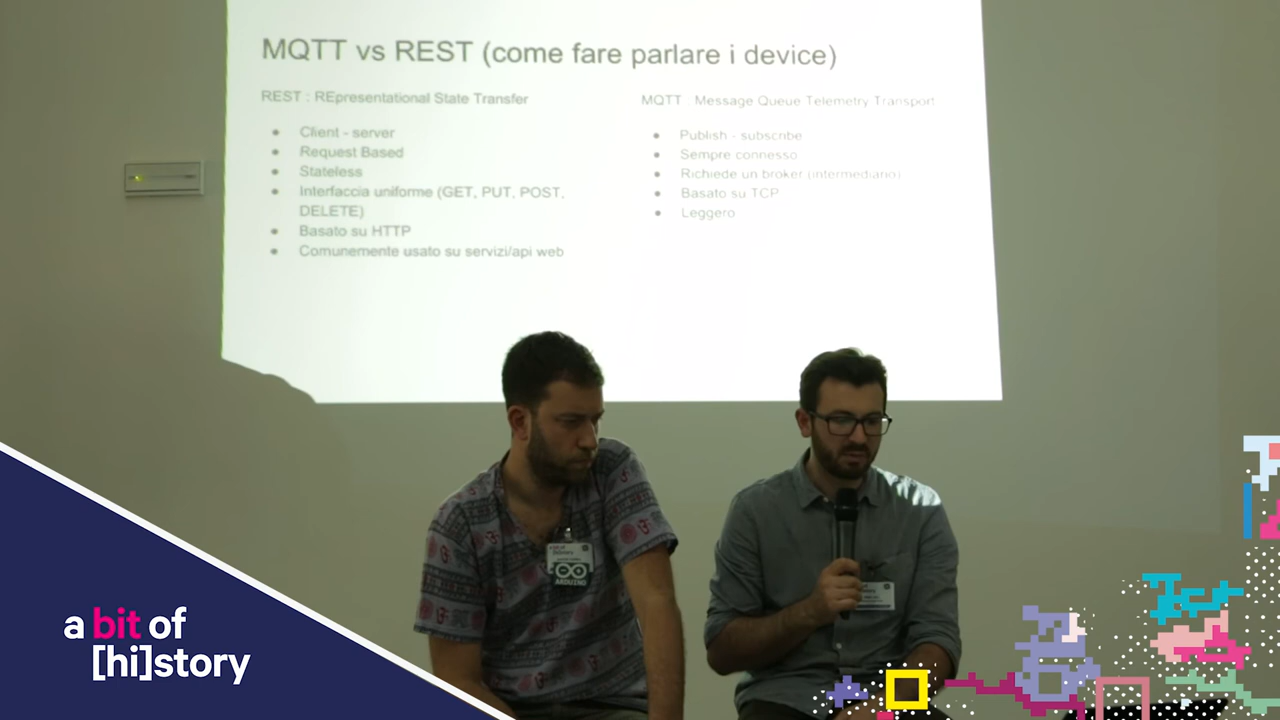 MQTT vs REST (come fare parlare i device)
REST : REpresentational State Transfer
● Client - server
● Request Based
● Stateless
● Interfaccia uniforme (GET, PUT, POST,
DELETE)
● Basato su HTTP
● Comunemente usato su servizi/api web
MQTT : Message Queue Telemetry Transport
● Publish - subscribe
● Sempre connesso
● Richiede un broker (intermediario)
● Basato su TCP
● Leggero
ARDUINO
a bit of
[hi]story